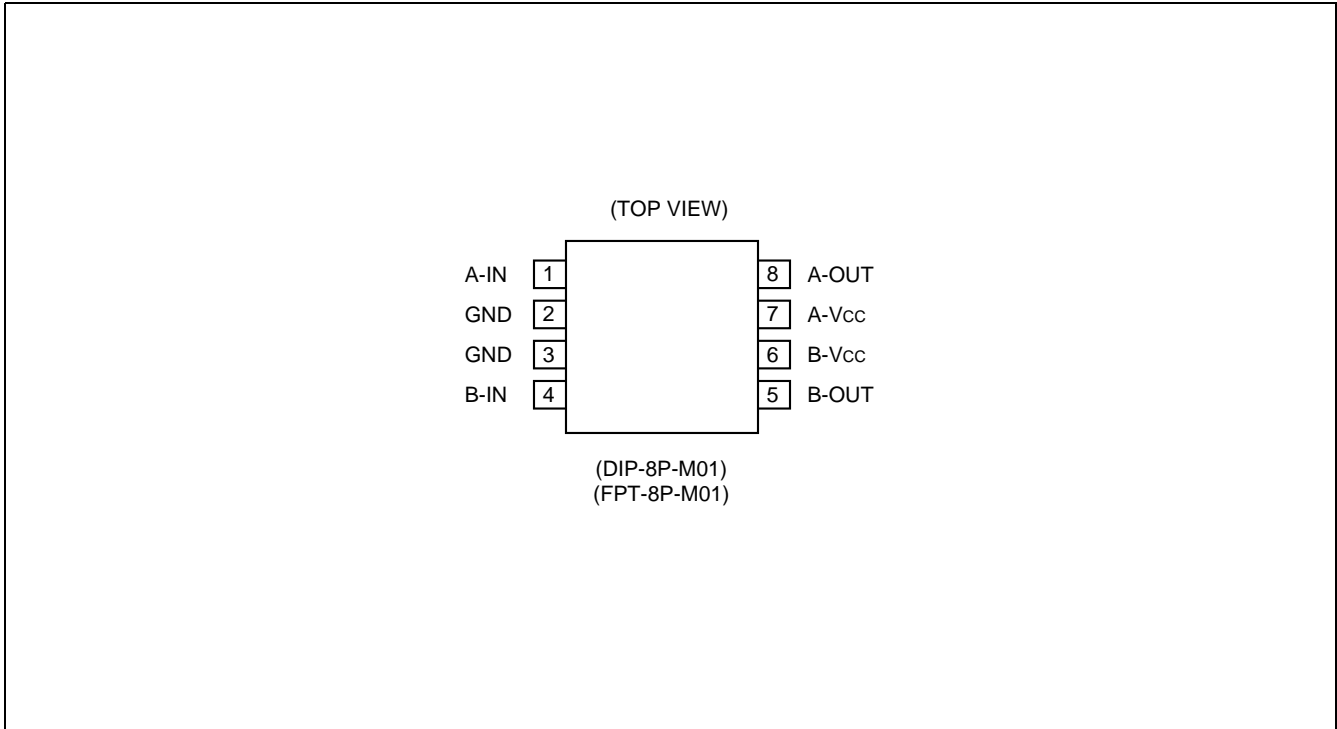 (TOP VIEW)
A-IN 1 8 A-OUT
GND 2 7 A-VCC
GND 3 6 B-VCC
B-IN 4 5 B-OUT
(DIP-8P-M01)
(FPT-8P-M01)